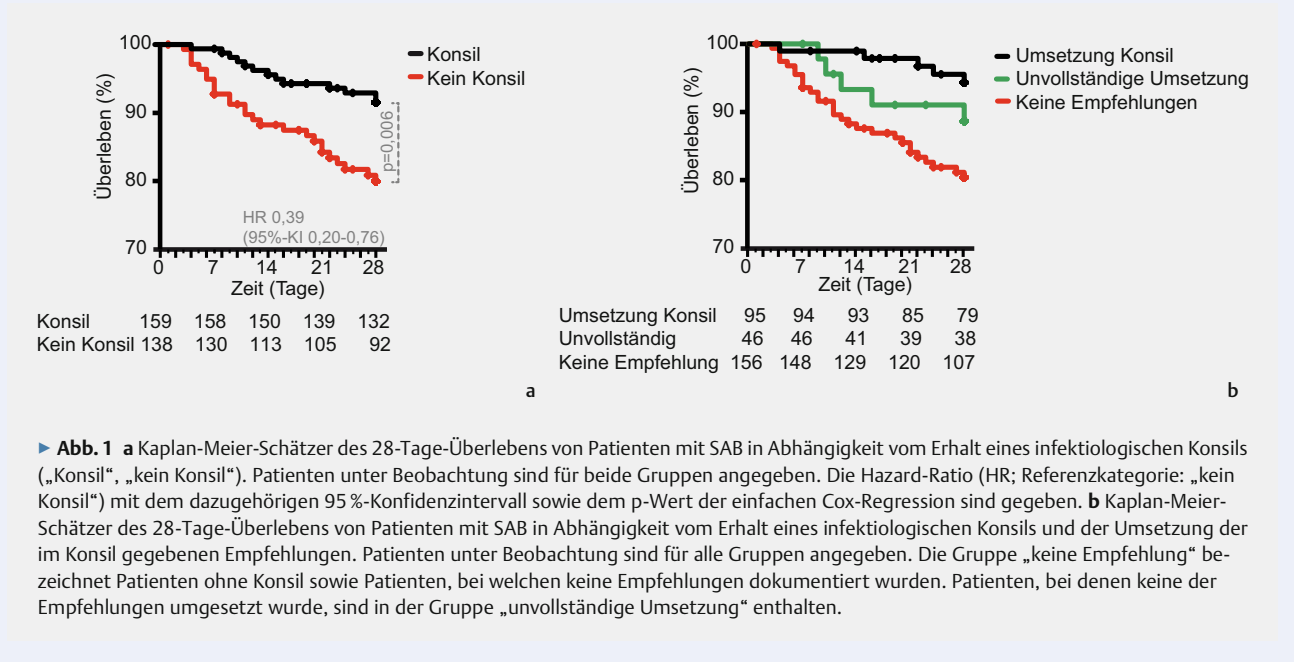 100
90
80
70
Überleben (%)
Konsil
Kein Konsil
p=0,006
HR 0,39
(95%-KI 0,20-0,76)
0 7 14 21 28
Zeit (Tage)
Konsil 159 158 150 139 132
Kein Konsil 138 130 113 105 92
a
100
90
80
70
Überleben (%)
Umsetzung Konsil
Unvollständige Umsetzung
Keine Empfehlungen
0 7 14 21 28
Zeit (Tage)
Umsetzung Konsil 95 94 93 85 79
Unvollständig 46 46 41 39 38
Keine Empfehlung 156 148 129 120 107
b
▶ Abb. 1 a Kaplan-Meier-Schätzer des 28-Tage-Überlebens von Patienten mit SAB in Abhängigkeit vom Erhalt eines infektiologischen Konsils
(„Konsil“, „kein Konsil“). Patienten unter Beobachtung sind für beide Gruppen angegeben. Die Hazard-Ratio (HR; Referenzkategorie: „kein
Konsil“) mit dem dazugehörigen 95 %-Konfidenzintervall sowie dem p-Wert der einfachen Cox-Regression sind gegeben. b Kaplan-Meier-
Schätzer des 28-Tage-Überlebens von Patienten mit SAB in Abhängigkeit vom Erhalt eines infektiologischen Konsils und der Umsetzung der
im Konsil gegebenen Empfehlungen. Patienten unter Beobachtung sind für alle Gruppen angegeben. Die Gruppe „keine Empfehlung“ be-
zeichnet Patienten ohne Konsil sowie Patienten, bei welchen keine Empfehlungen dokumentiert wurden. Patienten, bei denen keine der
Empfehlungen umgesetzt wurde, sind in der Gruppe „unvollständige Umsetzung“ enthalten.